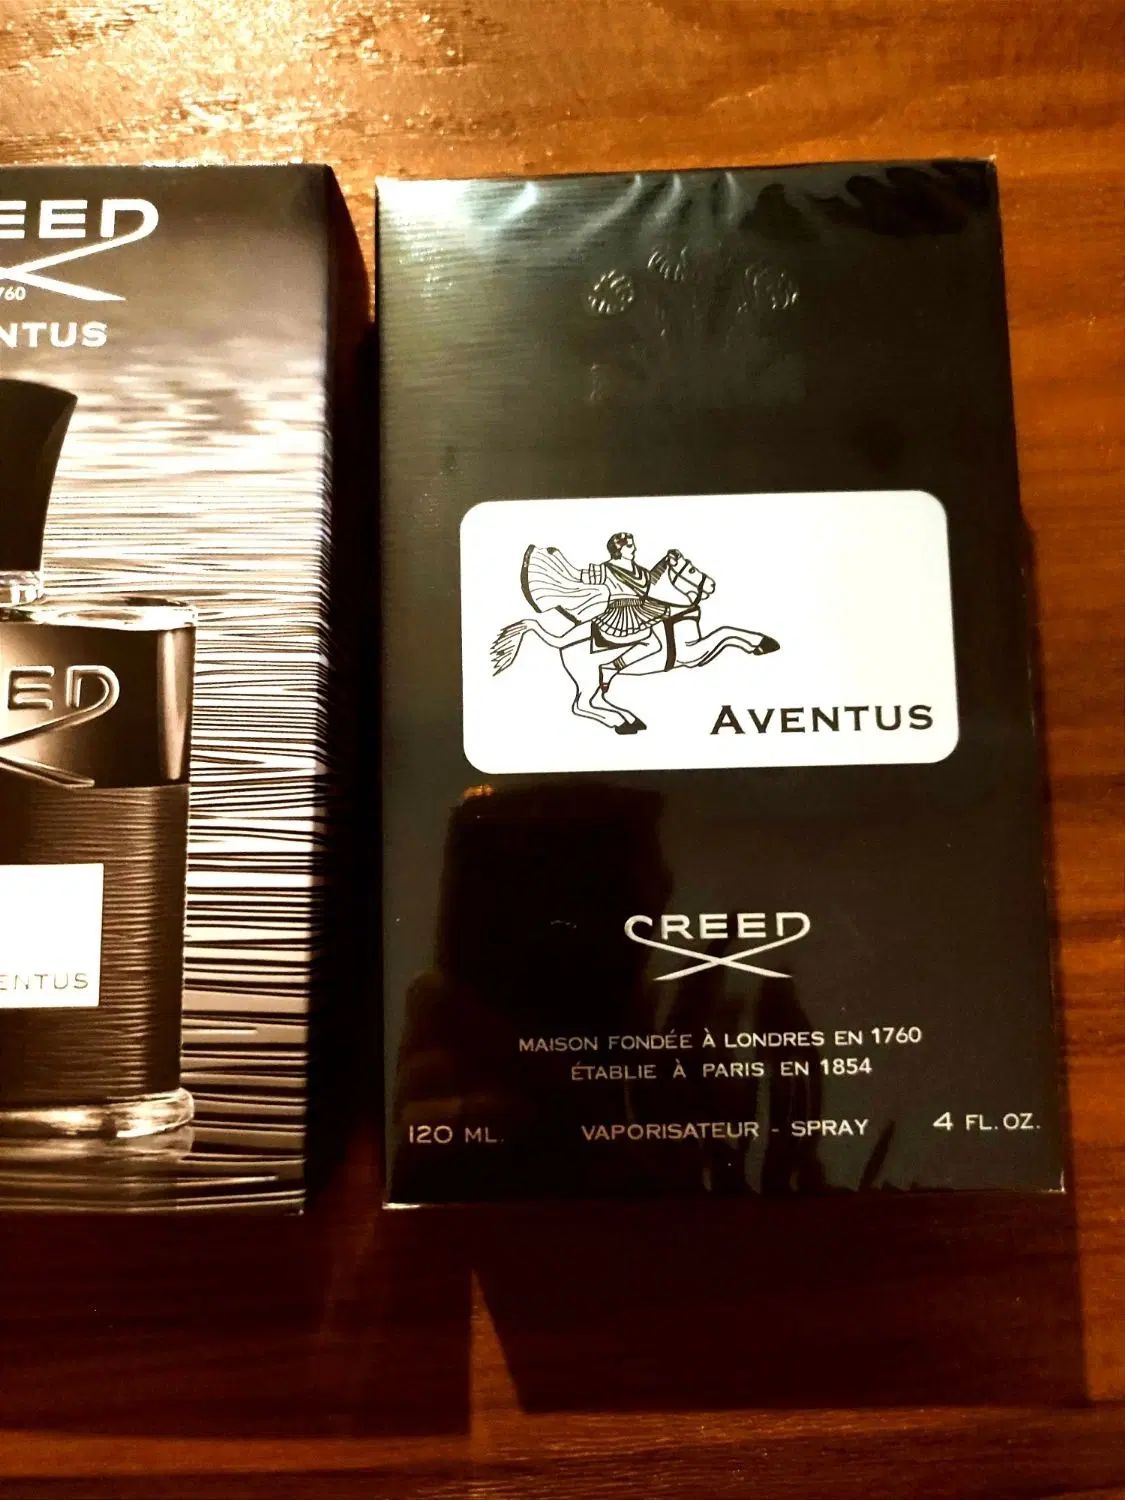 EED
760
NTUS
ED
ENTUS
AVENTUS
CREED
MAISON FONDÉE À LONDRES EN 1760
ÉTABLIE À PARIS EN 1854
120 ML. VAPORISATEUR - SPRAY 4 FL.OZ.